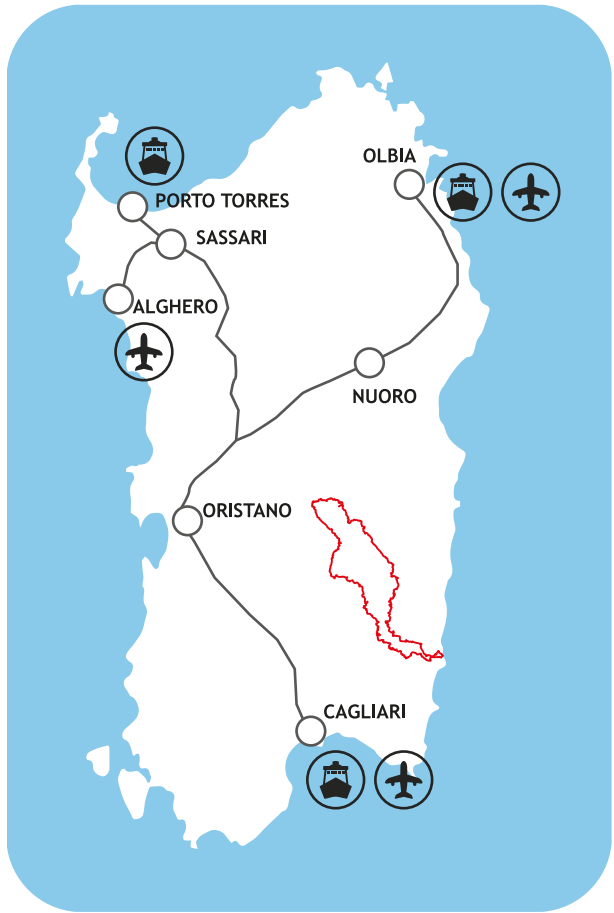 OLBIA
PORTO TORRES
SASSARI
ALGHERO
NUORO
ORISTANO
CAGLIARI